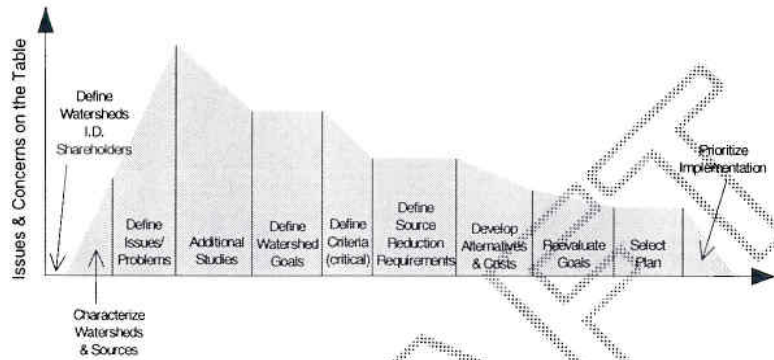 Issues & Concerns on the Table
Define
Watersheds
I.D.
Shareholders
Characterize
Watersheds
& Sources
Define
Issues/
Problems
Additional
Studies
Define
Watershed
Goals
Define
Criteria
(critical)
Define
Source
Reduction
Requirements
Develop
Alternatives
& Costs
Reevaluate
Goals
Select
Plan
Prioritize
Implementation